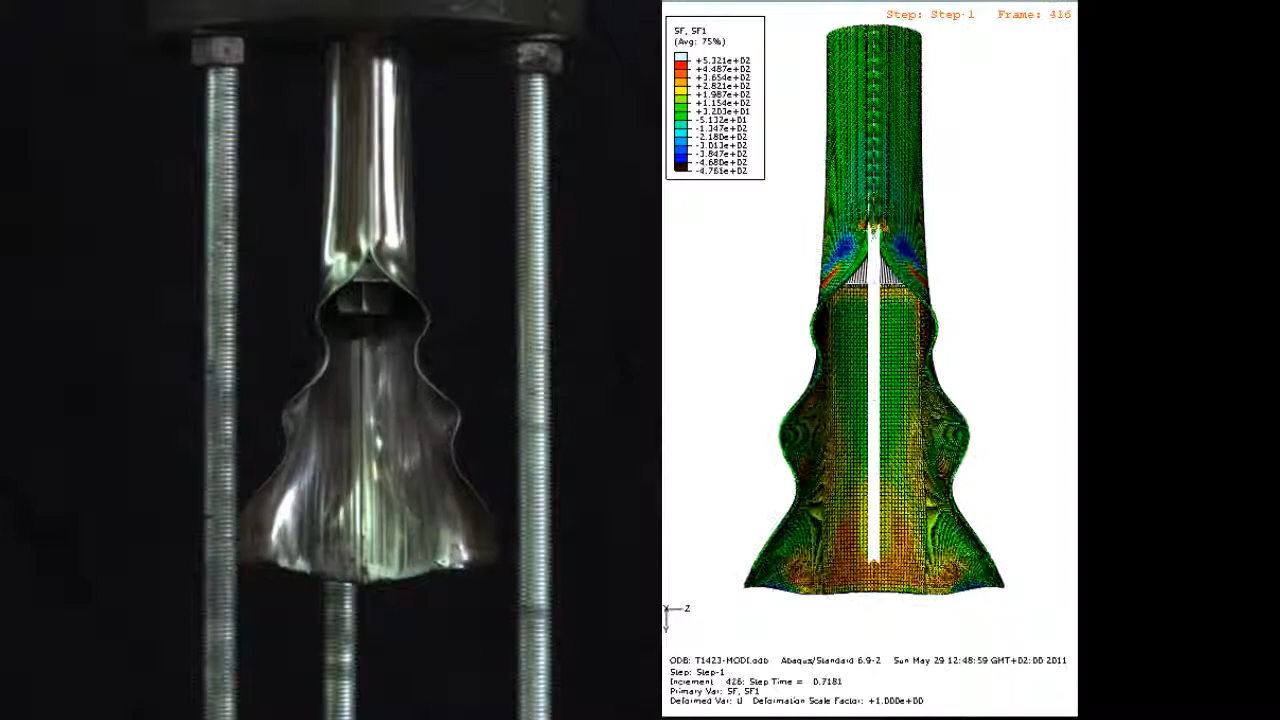 Step: Step-1 Frame: 416
SF, SF1
(Avg: 75%)
+5.321e+02
+4.487e+02
+3.654e+02
+2.821e+02
+1.987e+02
+1.154e+02
+3.203e+01
-5.132e+01
-1.347e+02
-2.180e+02
-3.013e+02
-3.847e+02
-4.680e+02
-4.761e+02
Z
Y
ODB: T1423-MODI.odb Abaqus/Standard 6.9-2 Sun May 29 12:48:59 GMT+02:00 2011
Step: Step-1
Increment 426: Step Time = 0.7181
Primary Var: SF, SF1
Deformed Var: U Deformation Scale Factor: +1.000e+00